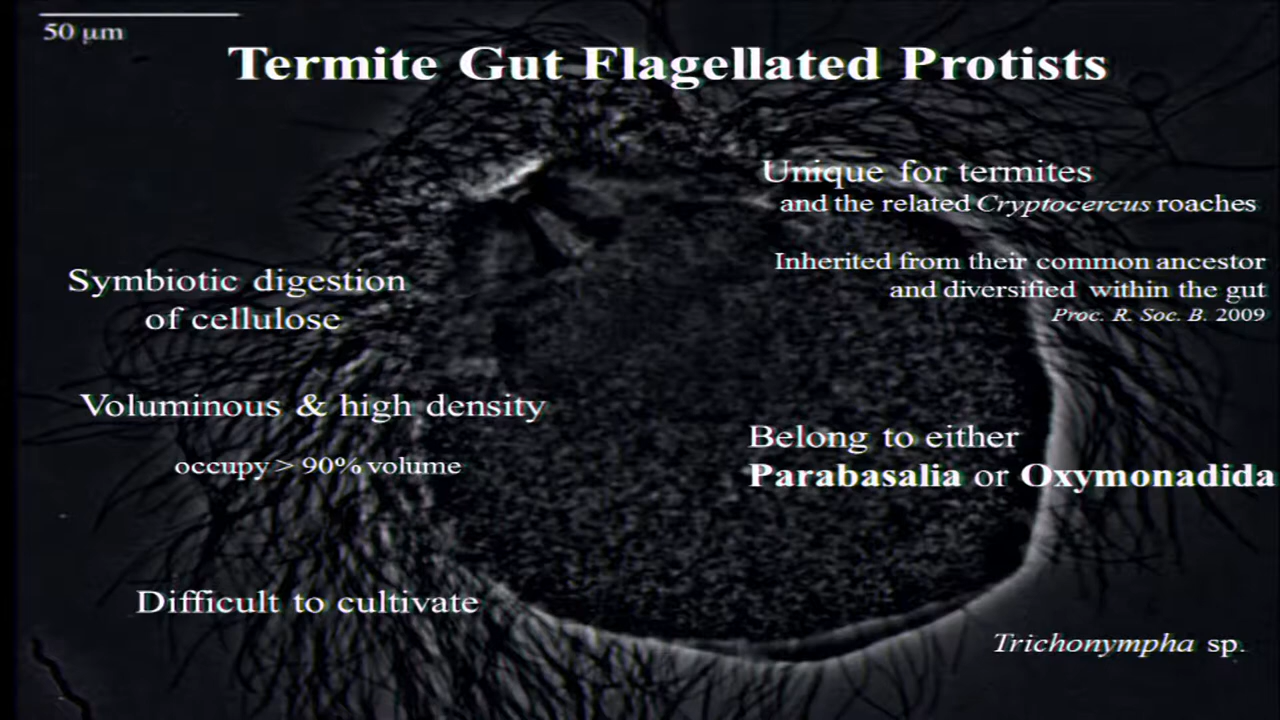 50 μm
Termite Gut Flagellated Protists
Unique for termites
and the related Cryptocercus roaches
Inherited from their common ancestor
and diversified within the gut
Proc. R. Soc. B. 2009
Symbiotic digestion
of cellulose
Voluminous & high density
occupy > 90% volume
Belong to either
Parabasalia or Oxymonadida
Difficult to cultivate
Trichonympha sp.